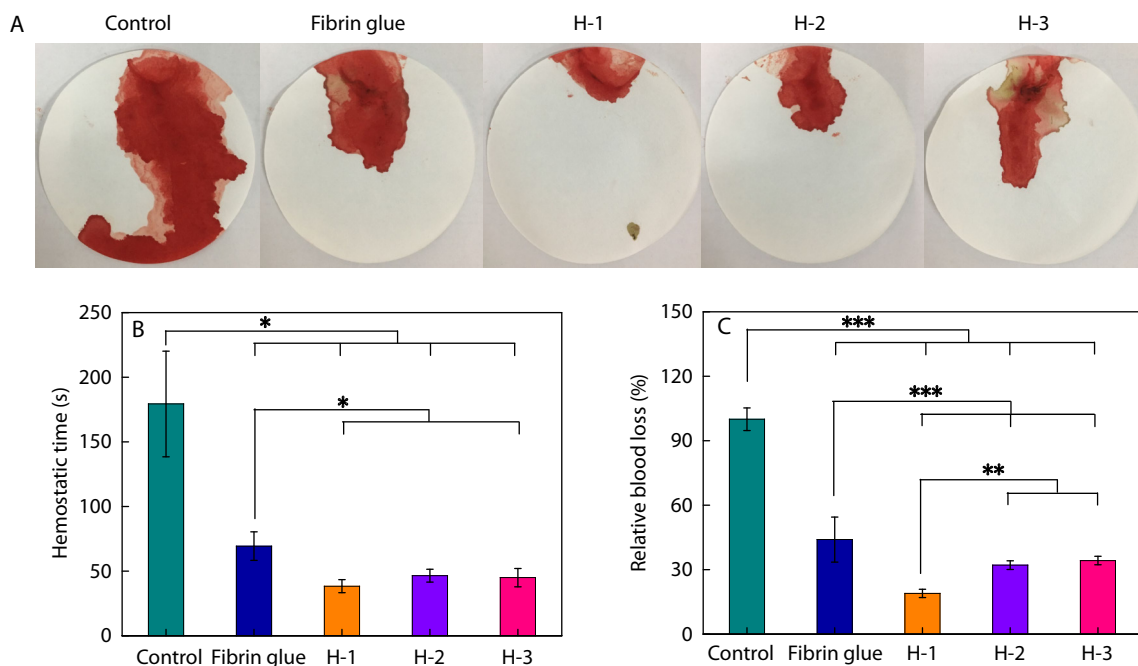 A
Control Fibrin glue H-1 H-2 H-3
B
Hemostatic time (s)
250
200
150
100
50
0
*
*
Control Fibrin glue H-1 H-2 H-3
C
Relative blood loss (%)
150
120
90
60
30
0
***
***
**
Control Fibrin glue H-1 H-2 H-3